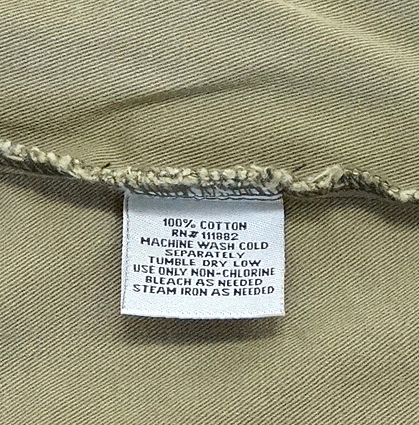 100% COTTON
RN# 111882
MACHINE WASH COLD
SEPARATELY
TUMBLE DRY LOW
USE ONLY NON-CHLORINE
BLEACH AS NEEDED
STEAM IRON AS NEEDED